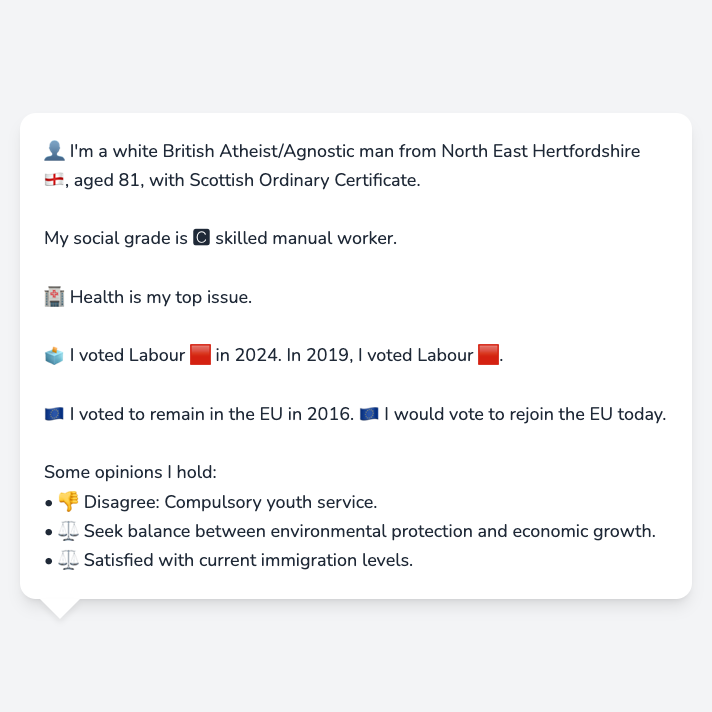 👤 I'm a white British Atheist/Agnostic man from North East Hertfordshire
🏴󠁧󠁢󠁥󠁮󠁧󠁿, aged 81, with Scottish Ordinary Certificate.
My social grade is 🅲 skilled manual worker.
🏥 Health is my top issue.
🗳️ I voted Labour 🟥 in 2024. In 2019, I voted Labour 🟥.
🇪🇺 I voted to remain in the EU in 2016. 🇪🇺 I would vote to rejoin the EU today.
Some opinions I hold:
• 👎 Disagree: Compulsory youth service.
• ⚖️ Seek balance between environmental protection and economic growth.
• ⚖️ Satisfied with current immigration levels.